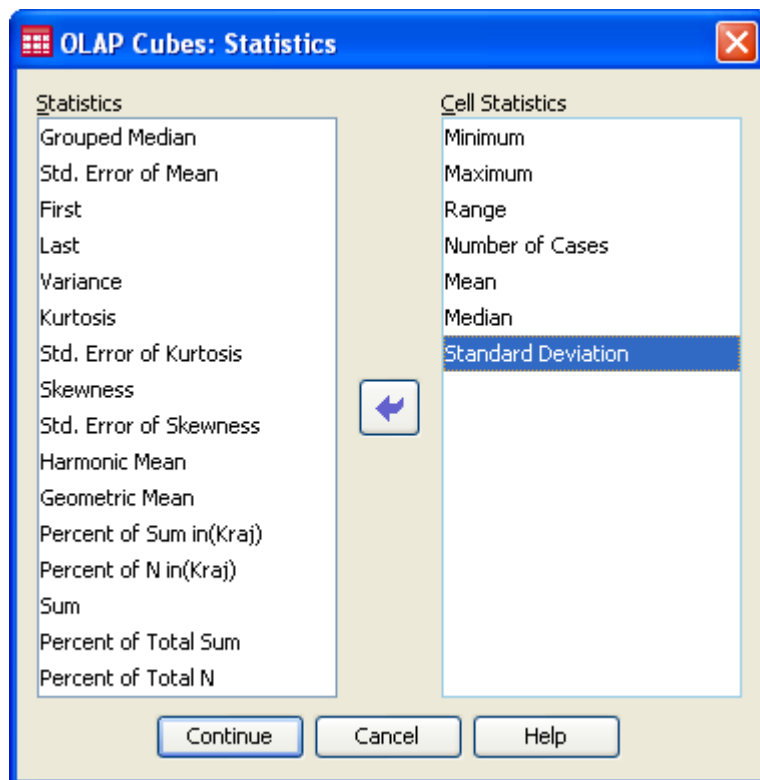 OLAP Cubes: Statistics
Statistics
Grouped Median
Std. Error of Mean
First
Last
Variance
Kurtosis
Std. Error of Kurtosis
Skewness
Std. Error of Skewness
Harmonic Mean
Geometric Mean
Percent of Sum in(Kraj)
Percent of N in(Kraj)
Sum
Percent of Total Sum
Percent of Total N
Cell Statistics
Minimum
Maximum
Range
Number of Cases
Mean
Median
Standard Deviation
Continue
Cancel
Help